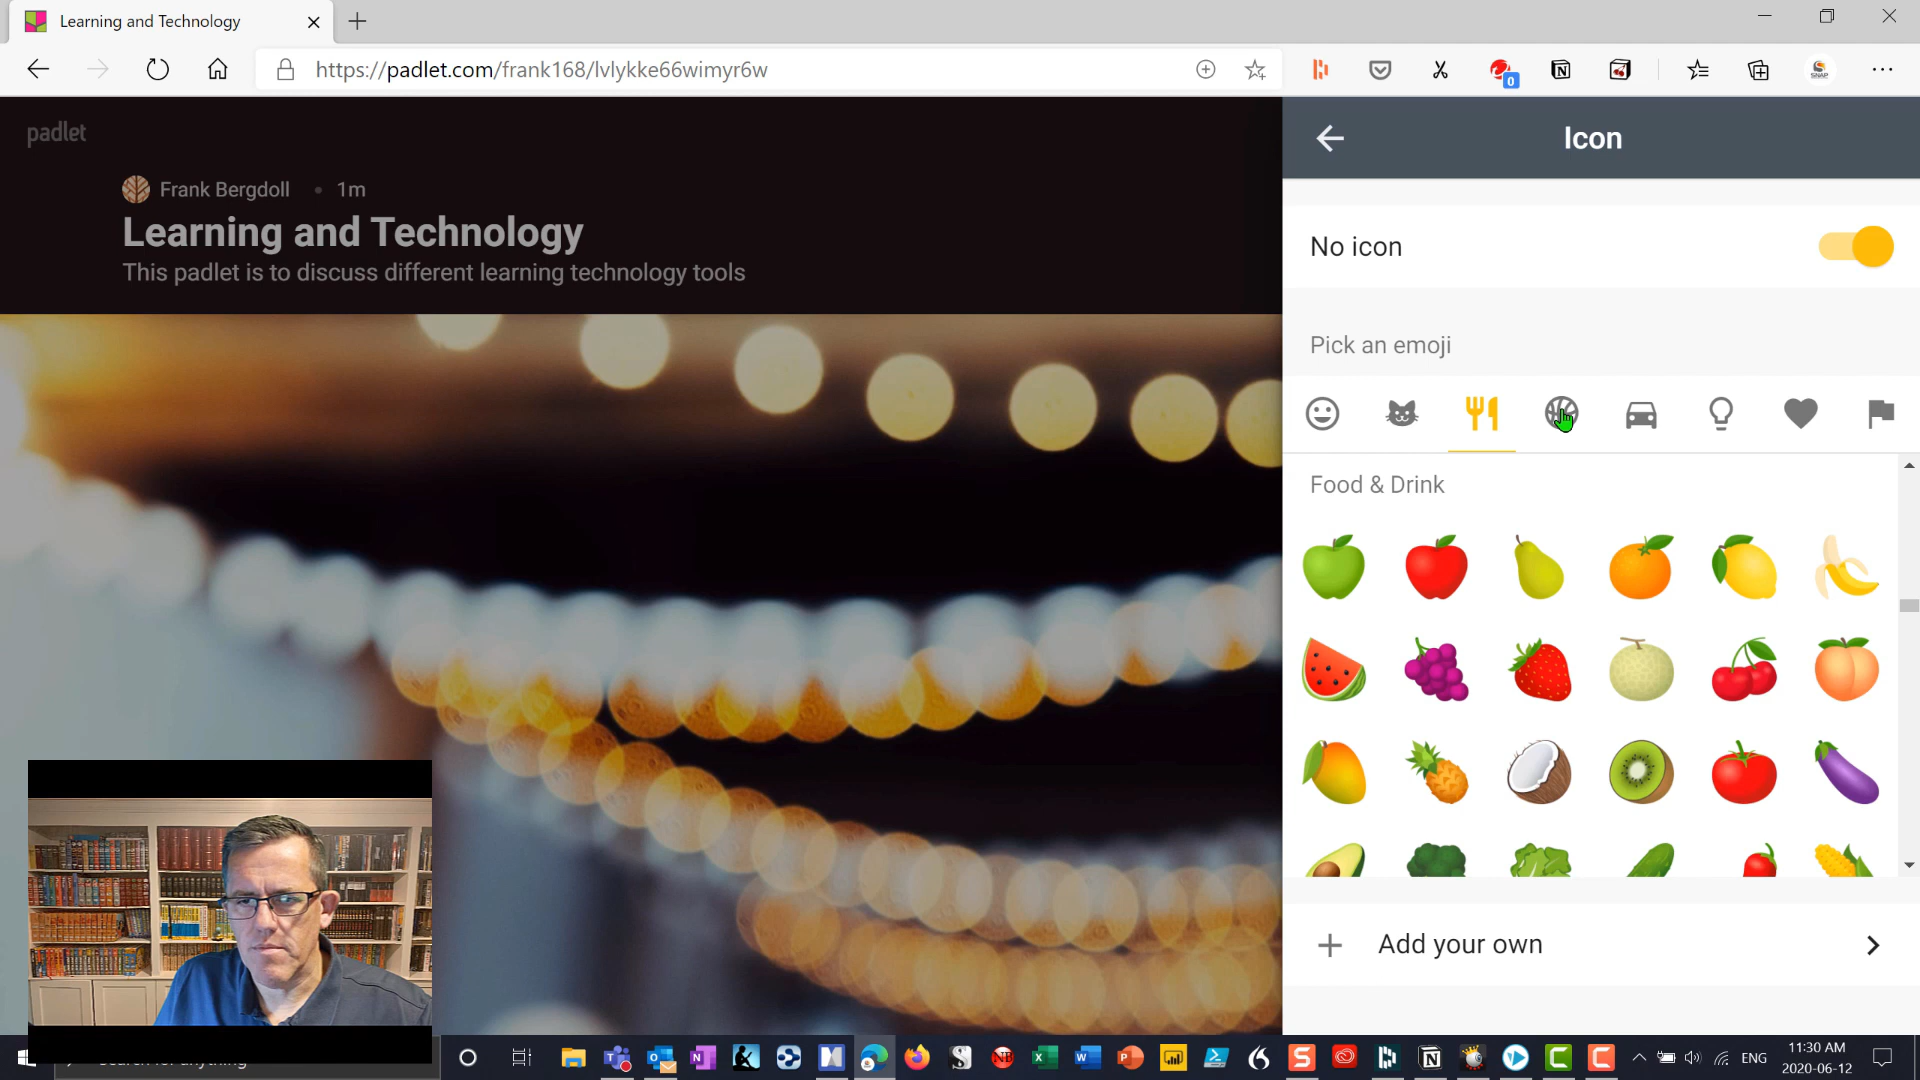 Learning and Technology
https://padlet.com/frank168/lvlykke66wimyr6w
0
SNAP
padlet
Frank Bergdoll • 1m
Learning and Technology
This padlet is to discuss different learning technology tools
Icon
No icon
Pick an emoji
Food & Drink
Add your own
ENG
11:30 AM
2020-06-12